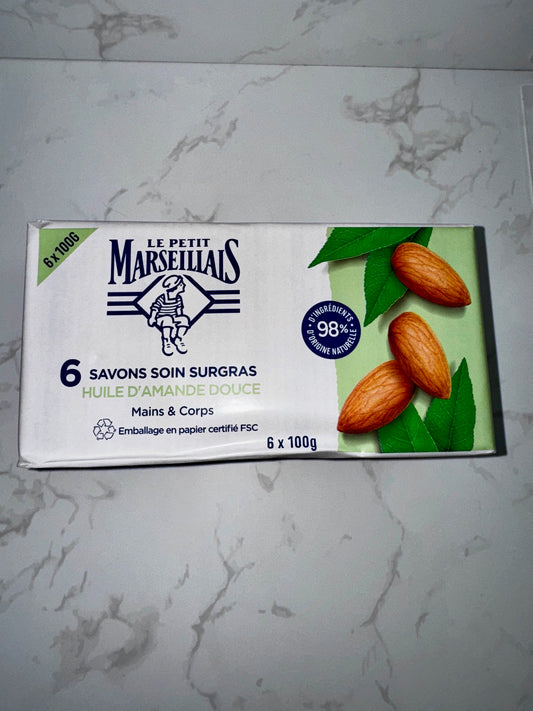 6 x 100G
LE PETIT
MARSEILLAIS
98%
D'INGRÉDIENTS
D'ORIGINE NATURELLE
6 SAVONS SOIN SURGRAS
HUILE D'AMANDE DOUCE
Mains & Corps
Emballage en papier certifié FSC
6 x 100g